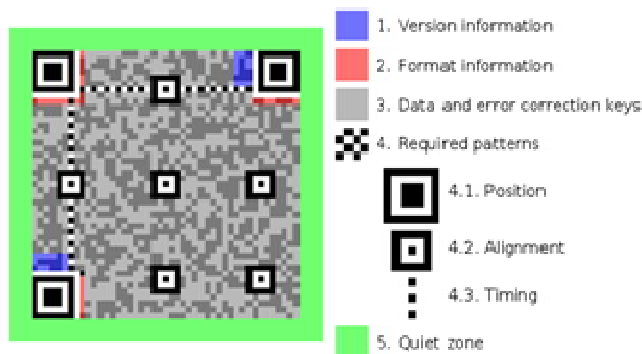 1. Version information
2. Format information
3. Data and error correction keys
4. Required patterns
4.1. Position
4.2. Alignment
4.3. Timing
5. Quiet zone